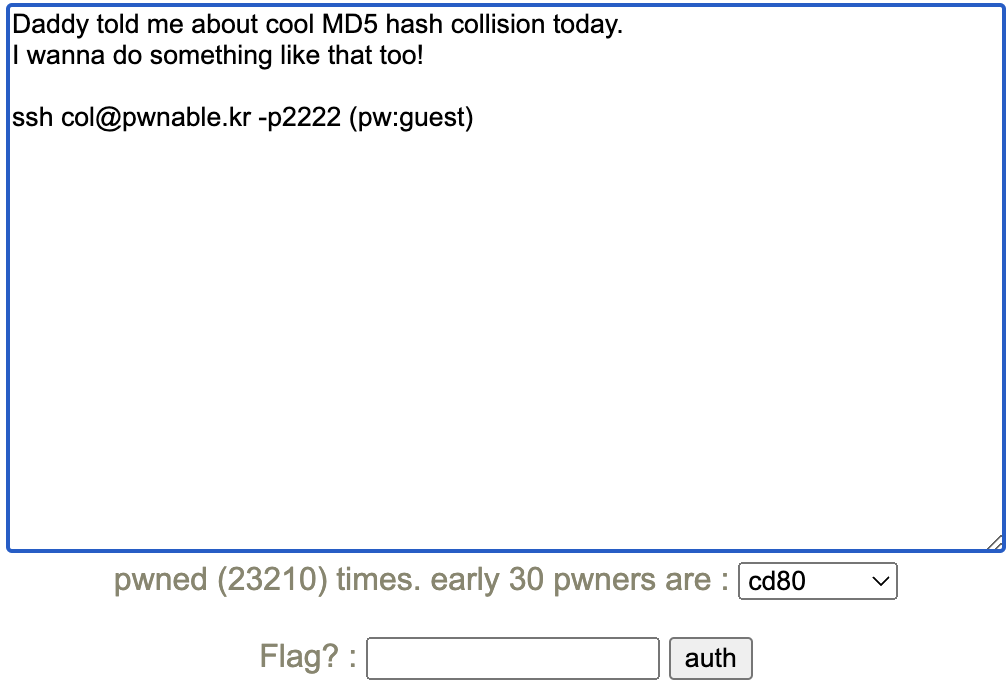 Daddy told me about cool MD5 hash collision today.
I wanna do something like that too!
ssh col@pwnable.kr -p2222 (pw:guest)
pwned (23210) times. early 30 pwners are : cd80
Flag? : auth